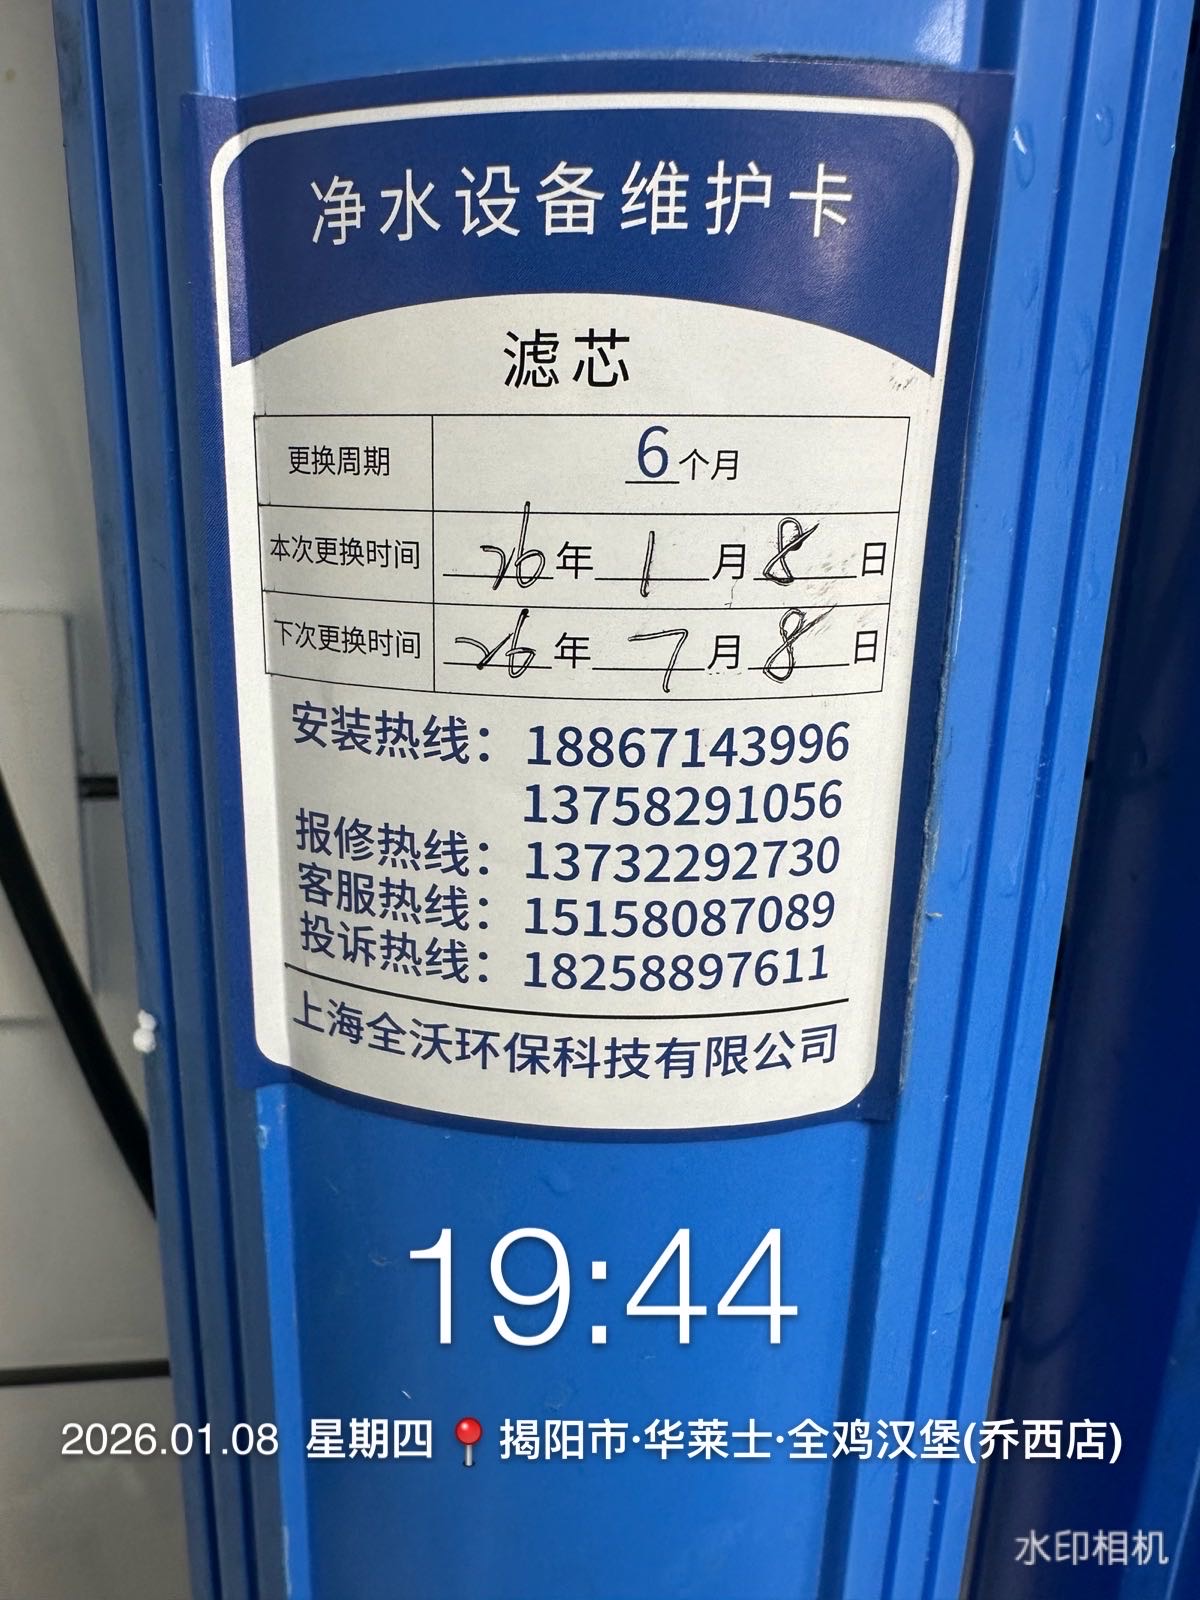 净水设备维护卡
滤芯
更换周期 6个月
本次更换时间 26年1月8日
下次更换时间 26年7月8日
安装热线：18867143996
13758291056
报修热线：13732292730
客服热线：15158087089
投诉热线：18258897611
上海全沃环保科技有限公司
19:44
2026.01.08 星期四 📍揭阳市·华莱士·全鸡汉堡(乔西店)
水印相机